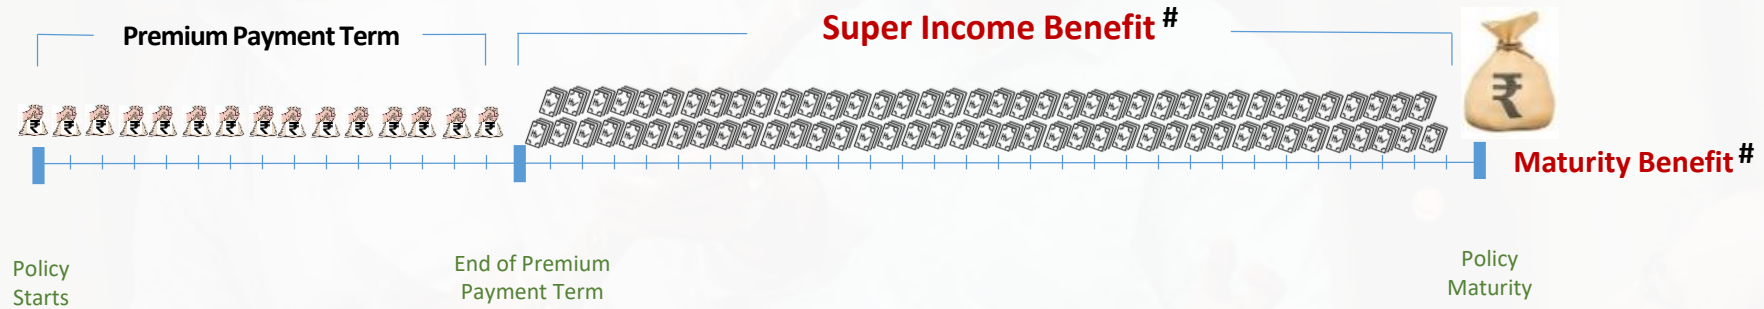 Premium Payment Term
Super Income Benefit #
₹
Maturity Benefit #
Policy
Starts
End of Premium
Payment Term
Policy
Maturity